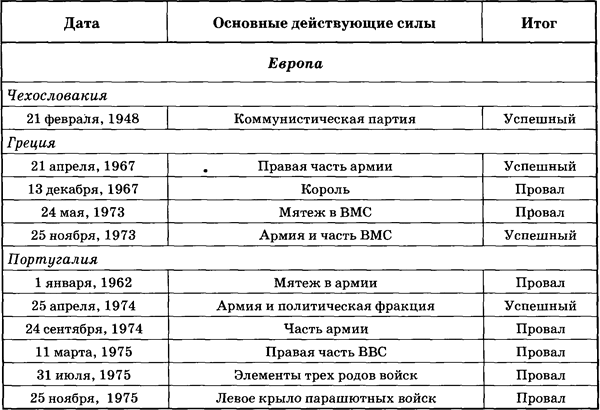 Дата Основные действующие силы Итог
Европа
Чехословакия
21 февраля, 1948 Коммунистическая партия Успешный
Греция
21 апреля, 1967 Правая часть армии Успешный
13 декабря, 1967 Король Провал
24 мая, 1973 Мятеж в ВМС Провал
25 ноября, 1973 Армия и часть ВМС Успешный
Португалия
1 января, 1962 Мятеж в армии Провал
25 апреля, 1974 Армия и политическая фракция Успешный
24 сентября, 1974 Часть армии Провал
11 марта, 1975 Правая часть ВВС Провал
31 июля, 1975 Элементы трех родов войск Провал
25 ноября, 1975 Левое крыло парашютных войск Провал